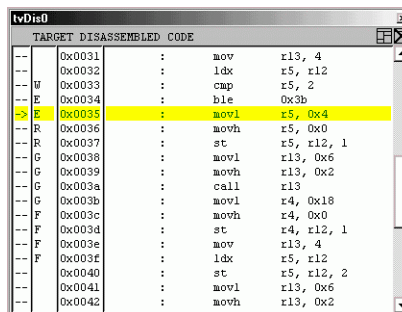 tvDis0
TARGET DISASSEMBLED CODE
-- 0x0031 : mov r13, 4
-- 0x0032 : ldx r5, r12
-- W 0x0033 : cmp r5, 2
-- E 0x0034 : ble 0x3b
-> E 0x0035 : movl r5, 0x4
-- R 0x0036 : movh r5, 0x0
-- R 0x0037 : st r5, r12, 1
-- G 0x0038 : movl r13, 0x6
-- G 0x0039 : movh r13, 0x2
-- G 0x003a : call r13
-- G 0x003b : movl r4, 0x18
-- F 0x003c : movh r4, 0x0
-- F 0x003d : st r4, r12, 1
-- F 0x003e : mov r13, 4
-- F 0x003f : ldx r5, r12
-- 0x0040 : st r5, r12, 2
-- 0x0041 : movl r13, 0x6
-- 0x0042 : movh r13, 0x2